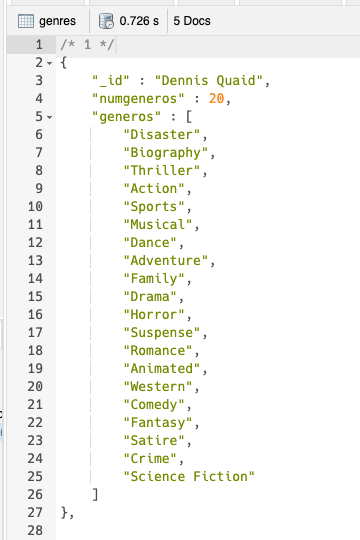 genres 0.726 s 5 Docs
1 /* 1 */
2 {
3 "_id" : "Dennis Quaid",
4 "numgeneros" : 20,
5 "generos" : [
6 "Disaster",
7 "Biography",
8 "Thriller",
9 "Action",
10 "Sports",
11 "Musical",
12 "Dance",
13 "Adventure",
14 "Family",
15 "Drama",
16 "Horror",
17 "Suspense",
18 "Romance",
19 "Animated",
20 "Western",
21 "Comedy",
22 "Fantasy",
23 "Satire",
24 "Crime",
25 "Science Fiction"
26 ]
27 },
28